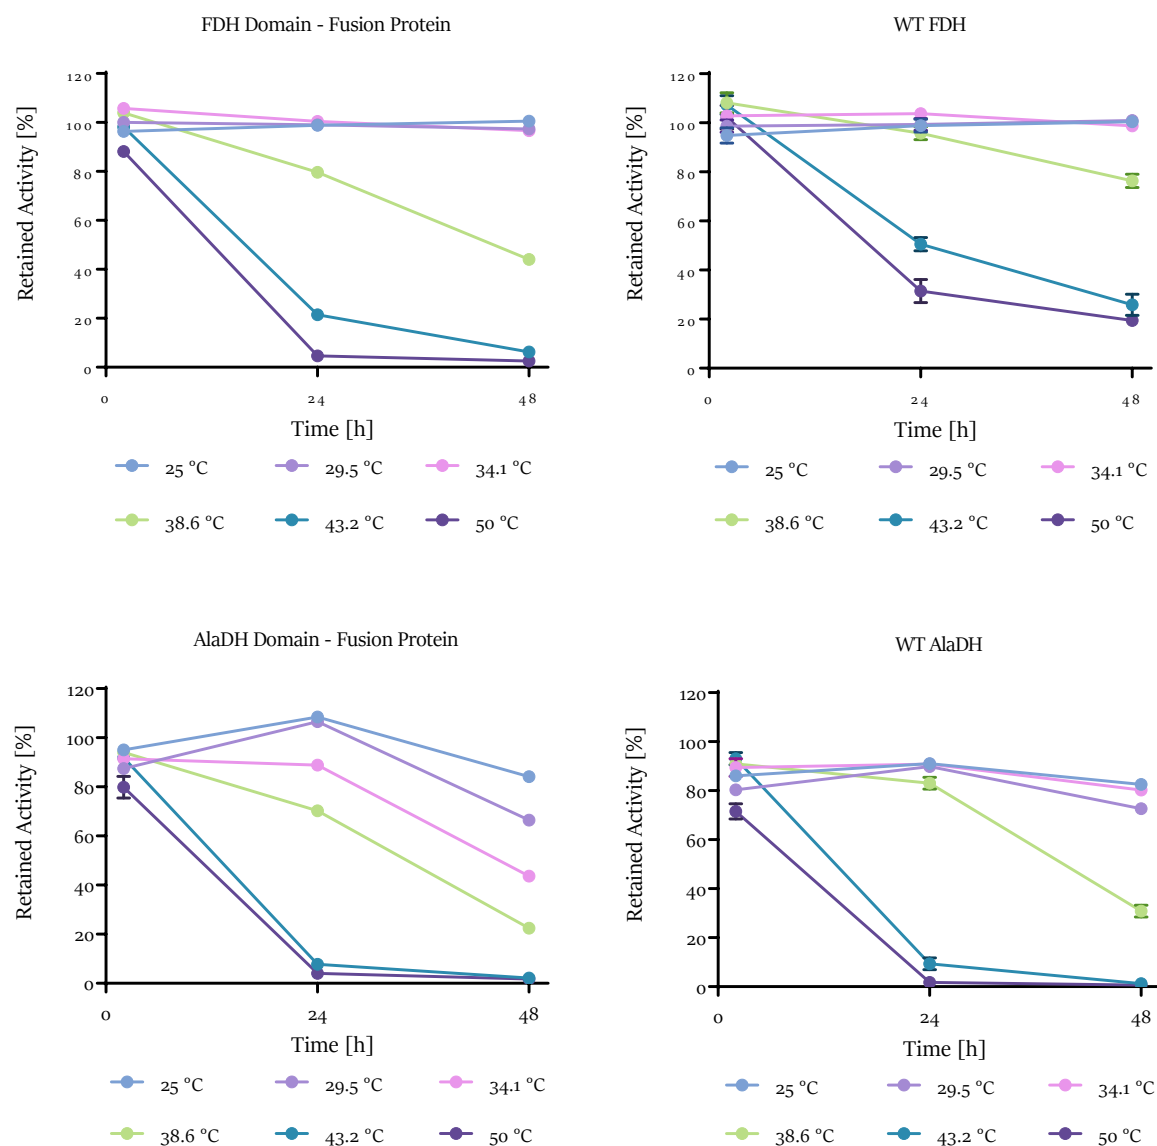 FDH Domain - Fusion Protein
Retained Activity [%]
120
100
80
60
40
20
0
0 24 48
Time [h]
25 °C 29.5 °C 34.1 °C
38.6 °C 43.2 °C 50 °C
WT FDH
Retained Activity [%]
120
100
80
60
40
20
0
0 24 48
Time [h]
25 °C 29.5 °C 34.1 °C
38.6 °C 43.2 °C 50 °C
AlaDH Domain - Fusion Protein
Retained Activity [%]
120
100
80
60
40
20
0
0 24 48
Time [h]
25 °C 29.5 °C 34.1 °C
38.6 °C 43.2 °C 50 °C
WT AlaDH
Retained Activity [%]
120
100
80
60
40
20
0
0 24 48
Time [h]
25 °C 29.5 °C 34.1 °C
38.6 °C 43.2 °C 50 °C